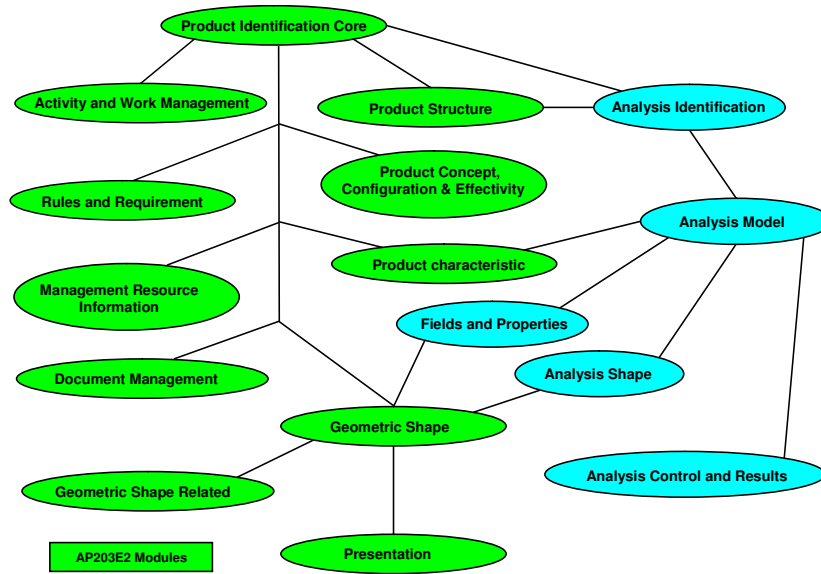 Product Identification Core
Activity and Work Management
Product Structure
Analysis Identification
Rules and Requirement
Product Concept,
Configuration & Effectivity
Analysis Model
Management Resource
Information
Product characteristic
Fields and Properties
Document Management
Analysis Shape
Geometric Shape
Geometric Shape Related
Analysis Control and Results
AP203E2 Modules
Presentation